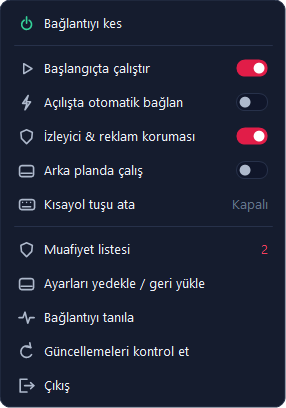 Bağlantıyı kes
Başlangıçta çalıştır
Açılışta otomatik bağlan
İzleyici & reklam koruması
Arka planda çalış
Kısayol tuşu ata Kapalı
Muafiyet listesi 2
Ayarları yedekle / geri yükle
Bağlantıyı tanıla
Güncellemeleri kontrol et
Çıkış